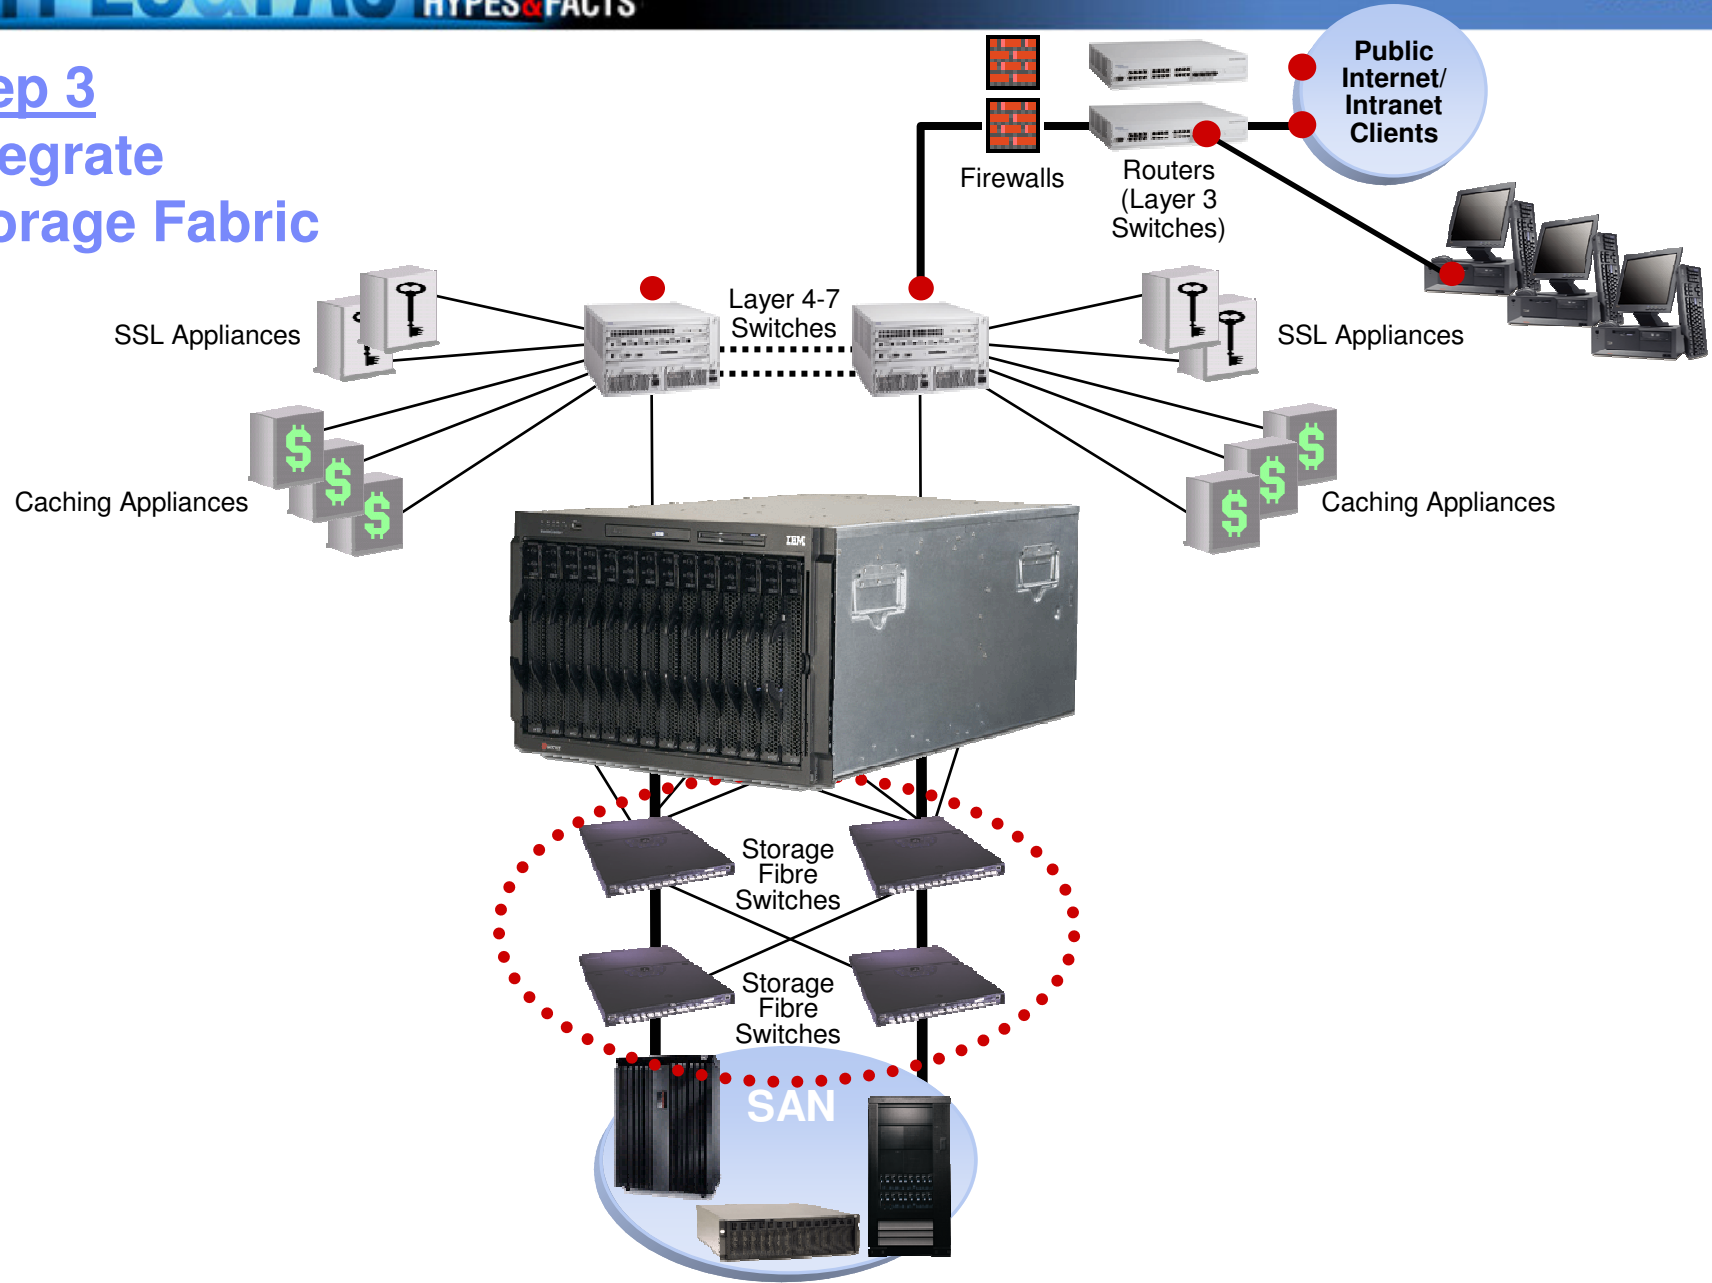 HYPES&FACTS
ep 3
egrate
orage Fabric
Public
Internet/
Intranet
Clients
Firewalls
Routers
(Layer 3
Switches)
Layer 4-7
Switches
SSL Appliances
SSL Appliances
Caching Appliances
Caching Appliances
IBM
Storage
Fibre
Switches
Storage
Fibre
Switches
SAN